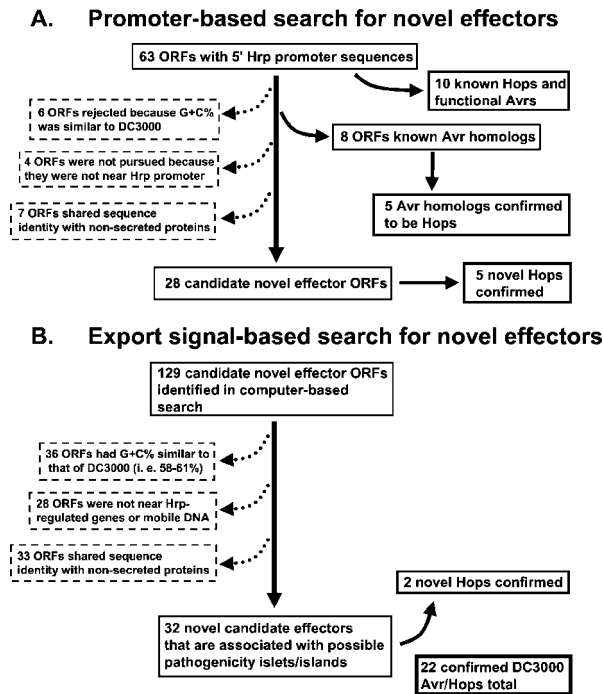 A. Promoter-based search for novel effectors
63 ORFs with 5' Hrp promoter sequences
10 known Hops and
functional Avrs
6 ORFs rejected because G+C%
was similar to DC3000
8 ORFs known Avr homologs
4 ORFs were not pursued because
they were not near Hrp promoter
5 Avr homologs confirmed
to be Hops
7 ORFs shared sequence
identity with non-secreted proteins
28 candidate novel effector ORFs
5 novel Hops
confirmed
B. Export signal-based search for novel effectors
129 candidate novel effector ORFs
identified in computer-based
search
36 ORFs had G+C% similar to
that of DC3000 (i. e. 58-61%)
28 ORFs were not near Hrp-
regulated genes or mobile DNA
33 ORFs shared sequence
identity with non-secreted proteins
2 novel Hops confirmed
32 novel candidate effectors
that are associated with possible
pathogenicity islets/islands
22 confirmed DC3000
Avr/Hops total